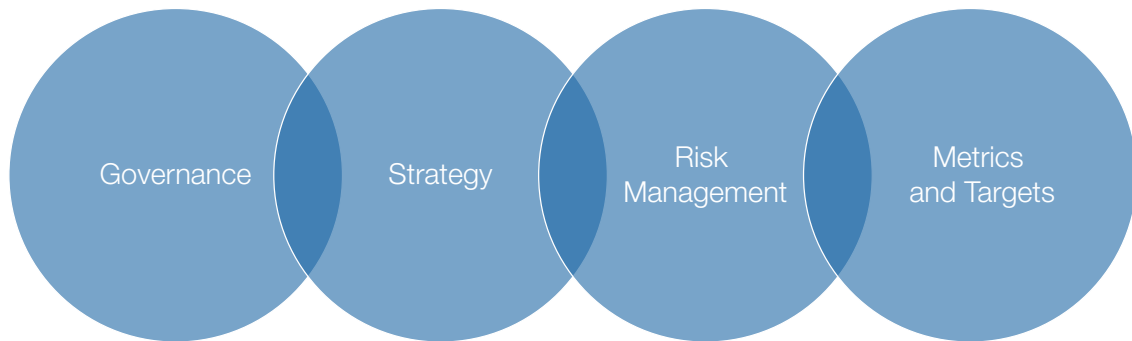 Governance
Strategy
Risk
Management
Metrics
and Targets